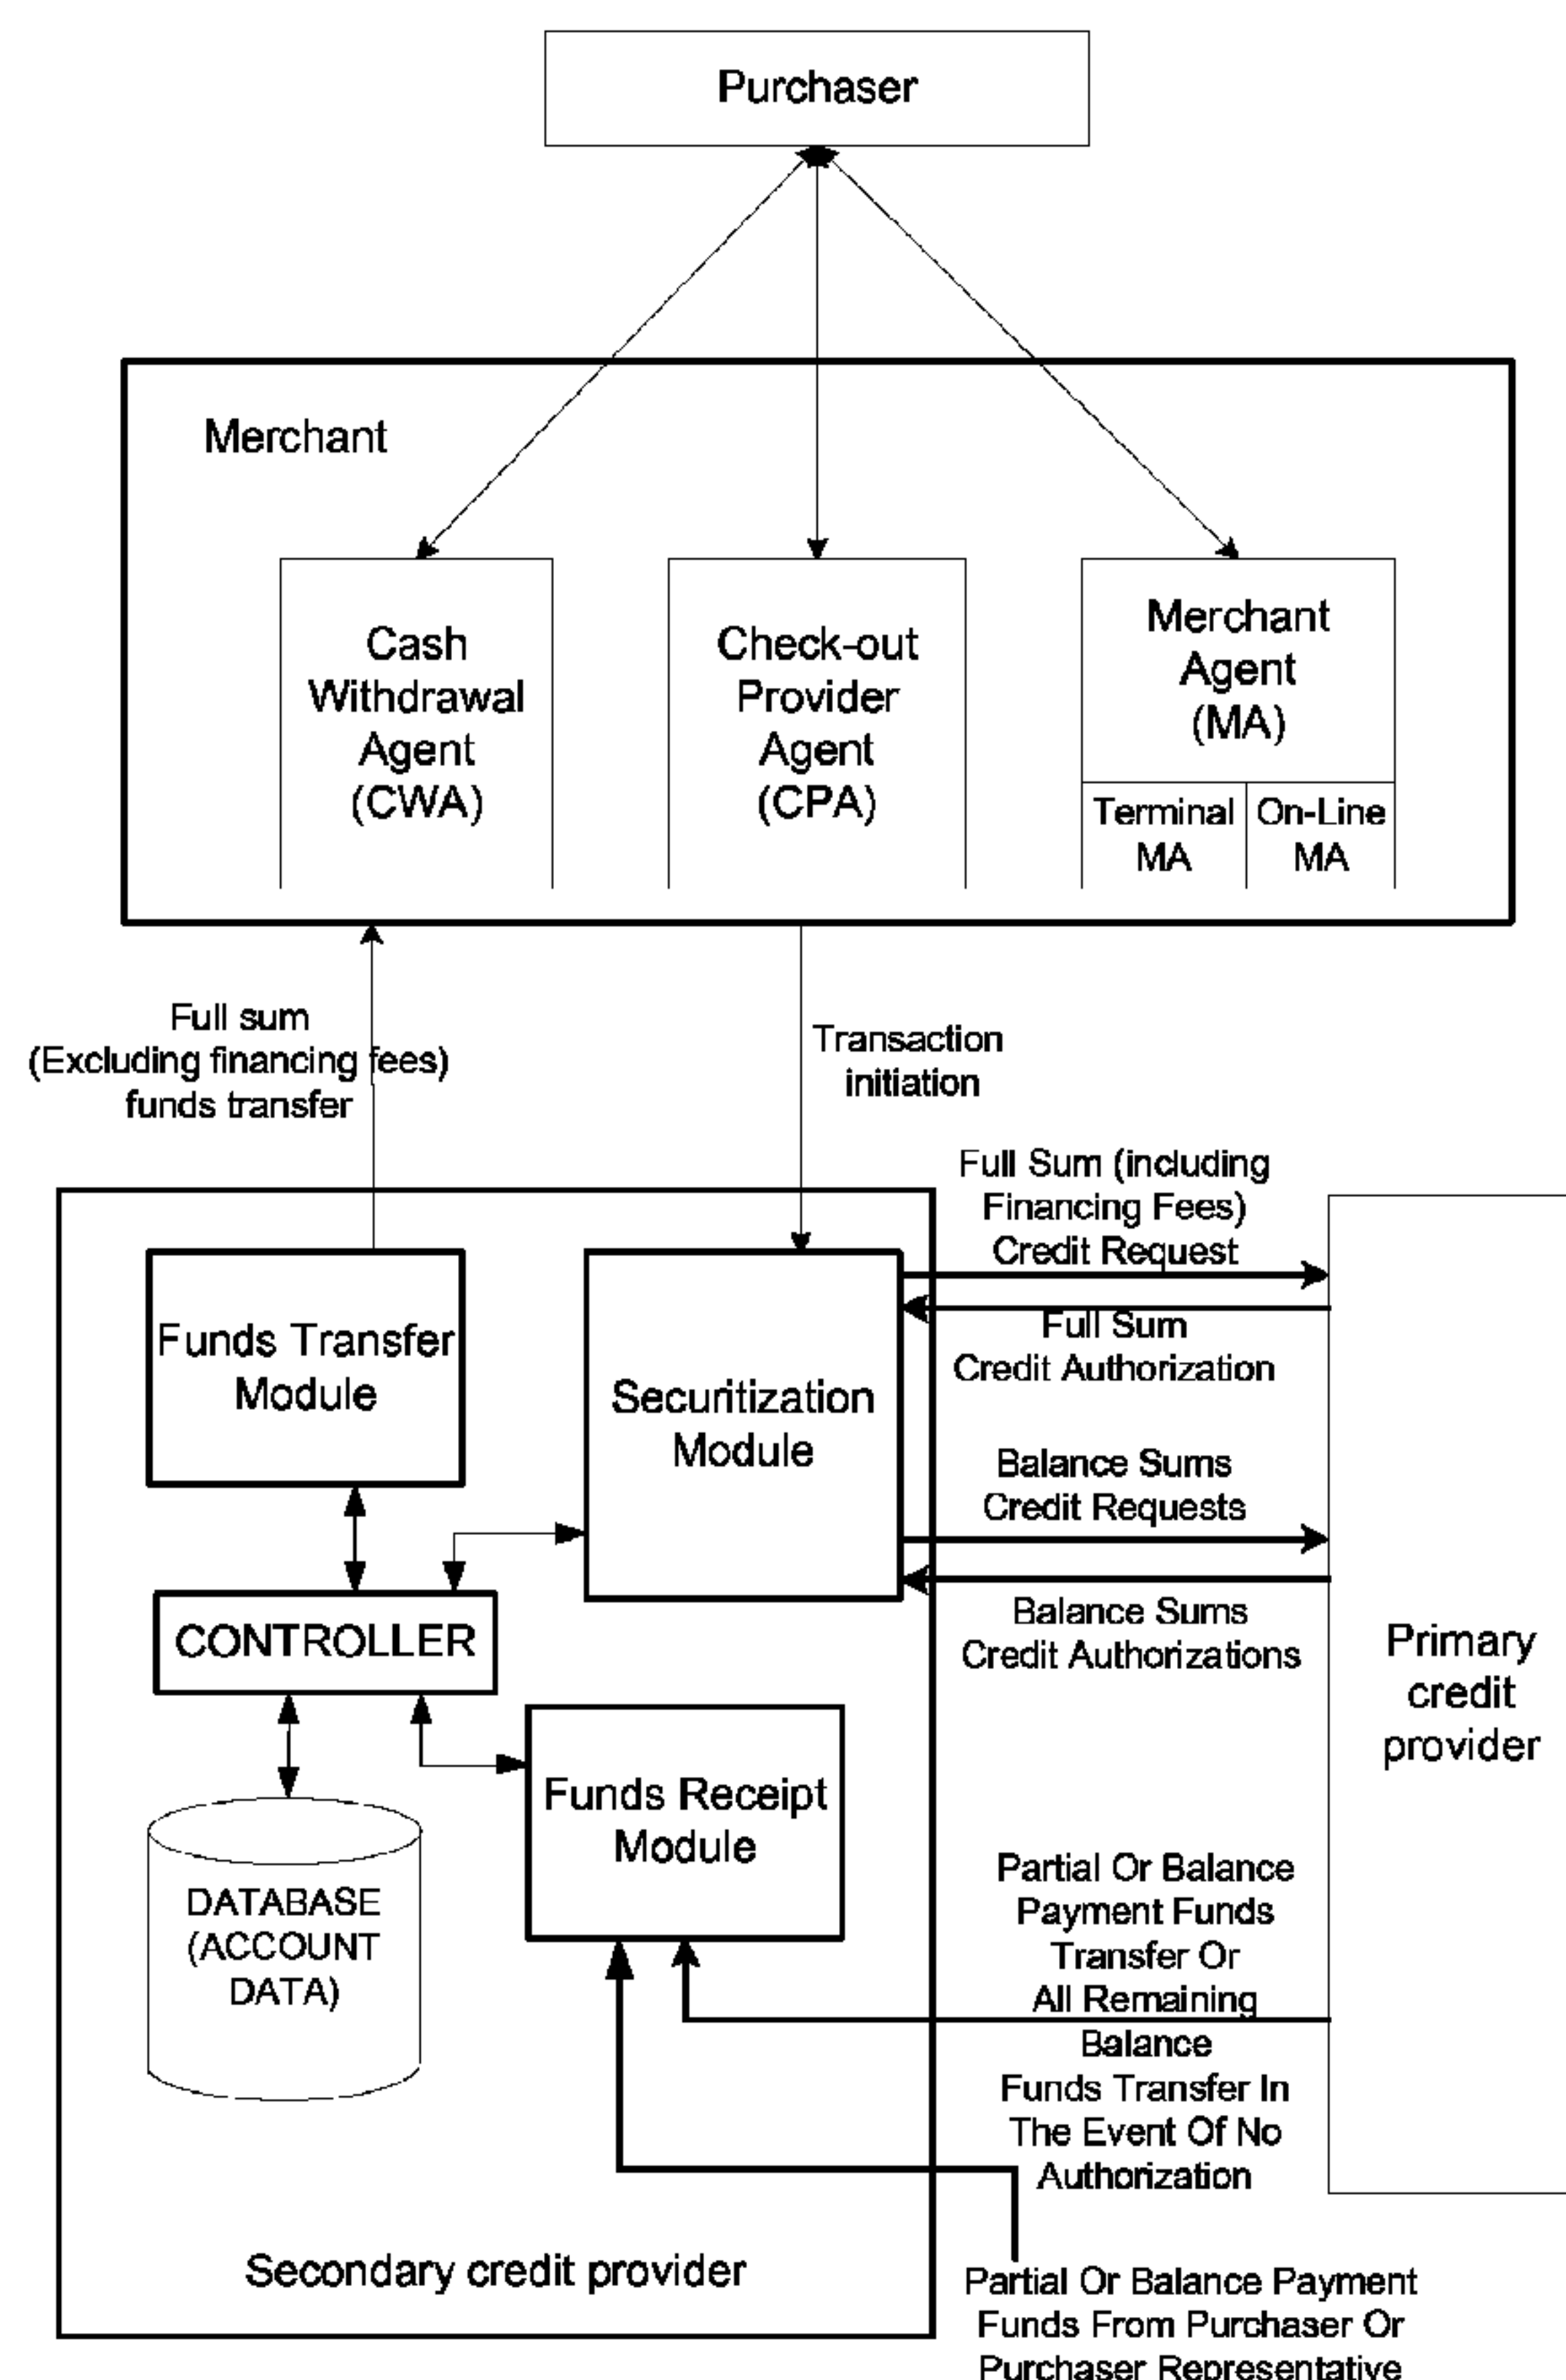 Purchaser
Merchant
Cash
Withdrawal
Agent
(CWA)
Check-out
Provider
Agent
(CPA)
Merchant
Agent
(MA)
Terminal
MA
On-Line
MA
Full sum
(Excluding financing fees)
funds transfer
Transaction
initiation
Full Sum (including
Financing Fees)
Credit Request
Full Sum
Credit Authorization
Funds Transfer
Module
Securitization
Module
Balance Sums
Credit Requests
Balance Sums
Credit Authorizations
CONTROLLER
Primary
credit
provider
Funds Receipt
Module
DATABASE
(ACCOUNT
DATA)
Partial Or Balance
Payment Funds
Transfer Or
All Remaining
Balance
Funds Transfer In
The Event Of No
Authorization
Secondary credit provider
Partial Or Balance Payment
Funds From Purchaser Or
Purchaser Representative